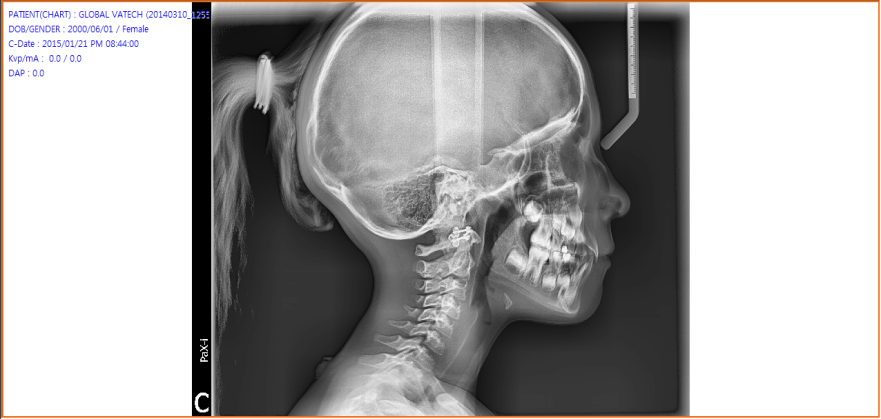 PATIENT(CHART) : GLOBAL VATECH (20140310_1255
DOB/GENDER : 2000/06/01 / Female
C-Date : 2015/01/21 PM 08:44:00
Kvp/mA : 0.0 / 0.0
DAP : 0.0
PaX-i
C